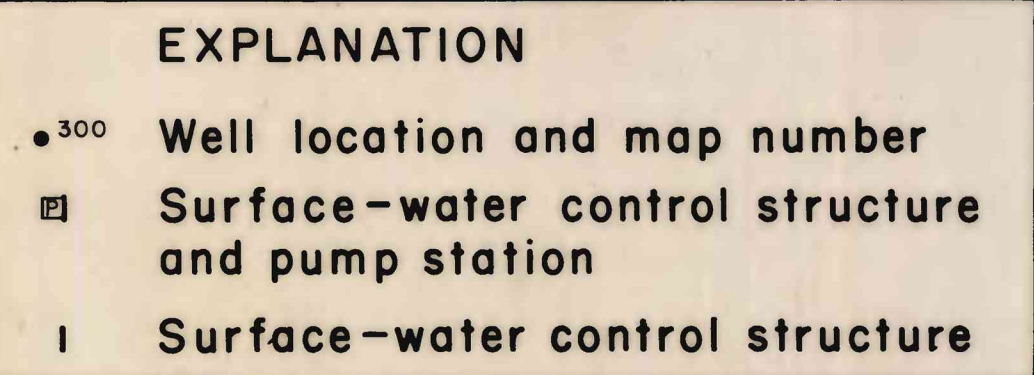 EXPLANATION
●300 Well location and map number
P Surface-water control structure
and pump station
I Surface-water control structure